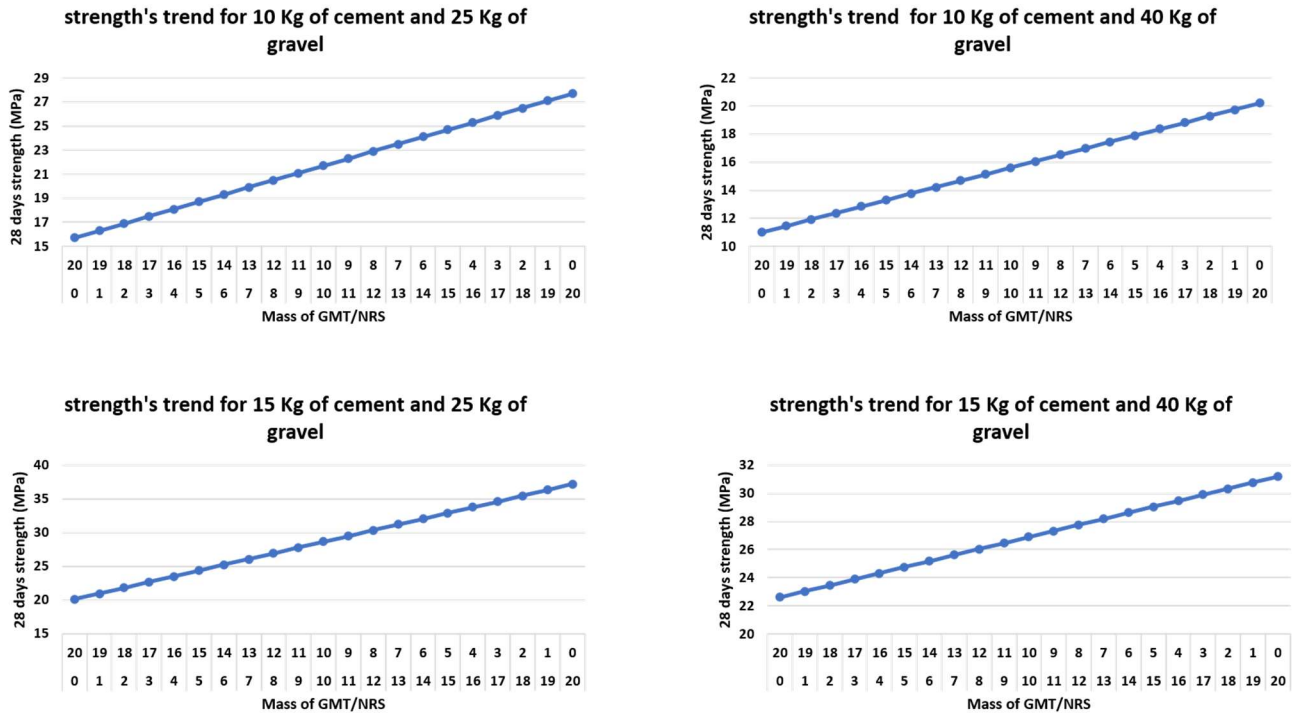 strength's trend for 10 Kg of cement and 25 Kg of
gravel
28 days strength (MPa)
29
27
25
23
21
19
17
15
20 19 18 17 16 15 14 13 12 11 10 9 8 7 6 5 4 3 2 1 0
0 1 2 3 4 5 6 7 8 9 10 11 12 13 14 15 16 17 18 19 20
Mass of GMT/NRS
strength's trend for 10 Kg of cement and 40 Kg of
gravel
28 days strength (MPa)
22
20
18
16
14
12
10
20 19 18 17 16 15 14 13 12 11 10 9 8 7 6 5 4 3 2 1 0
0 1 2 3 4 5 6 7 8 9 10 11 12 13 14 15 16 17 18 19 20
Mass of GMT/NRS
strength's trend for 15 Kg of cement and 25 Kg of
gravel
28 days strength (MPa)
40
35
30
25
20
15
20 19 18 17 16 15 14 13 12 11 10 9 8 7 6 5 4 3 2 1 0
0 1 2 3 4 5 6 7 8 9 10 11 12 13 14 15 16 17 18 19 20
Mass of GMT/NRS
strength's trend for 15 Kg of cement and 40 Kg of
gravel
28 days strength (MPa)
32
30
28
26
24
22
20
20 19 18 17 16 15 14 13 12 11 10 9 8 7 6 5 4 3 2 1 0
0 1 2 3 4 5 6 7 8 9 10 11 12 13 14 15 16 17 18 19 20
Mass of GMT/NRS